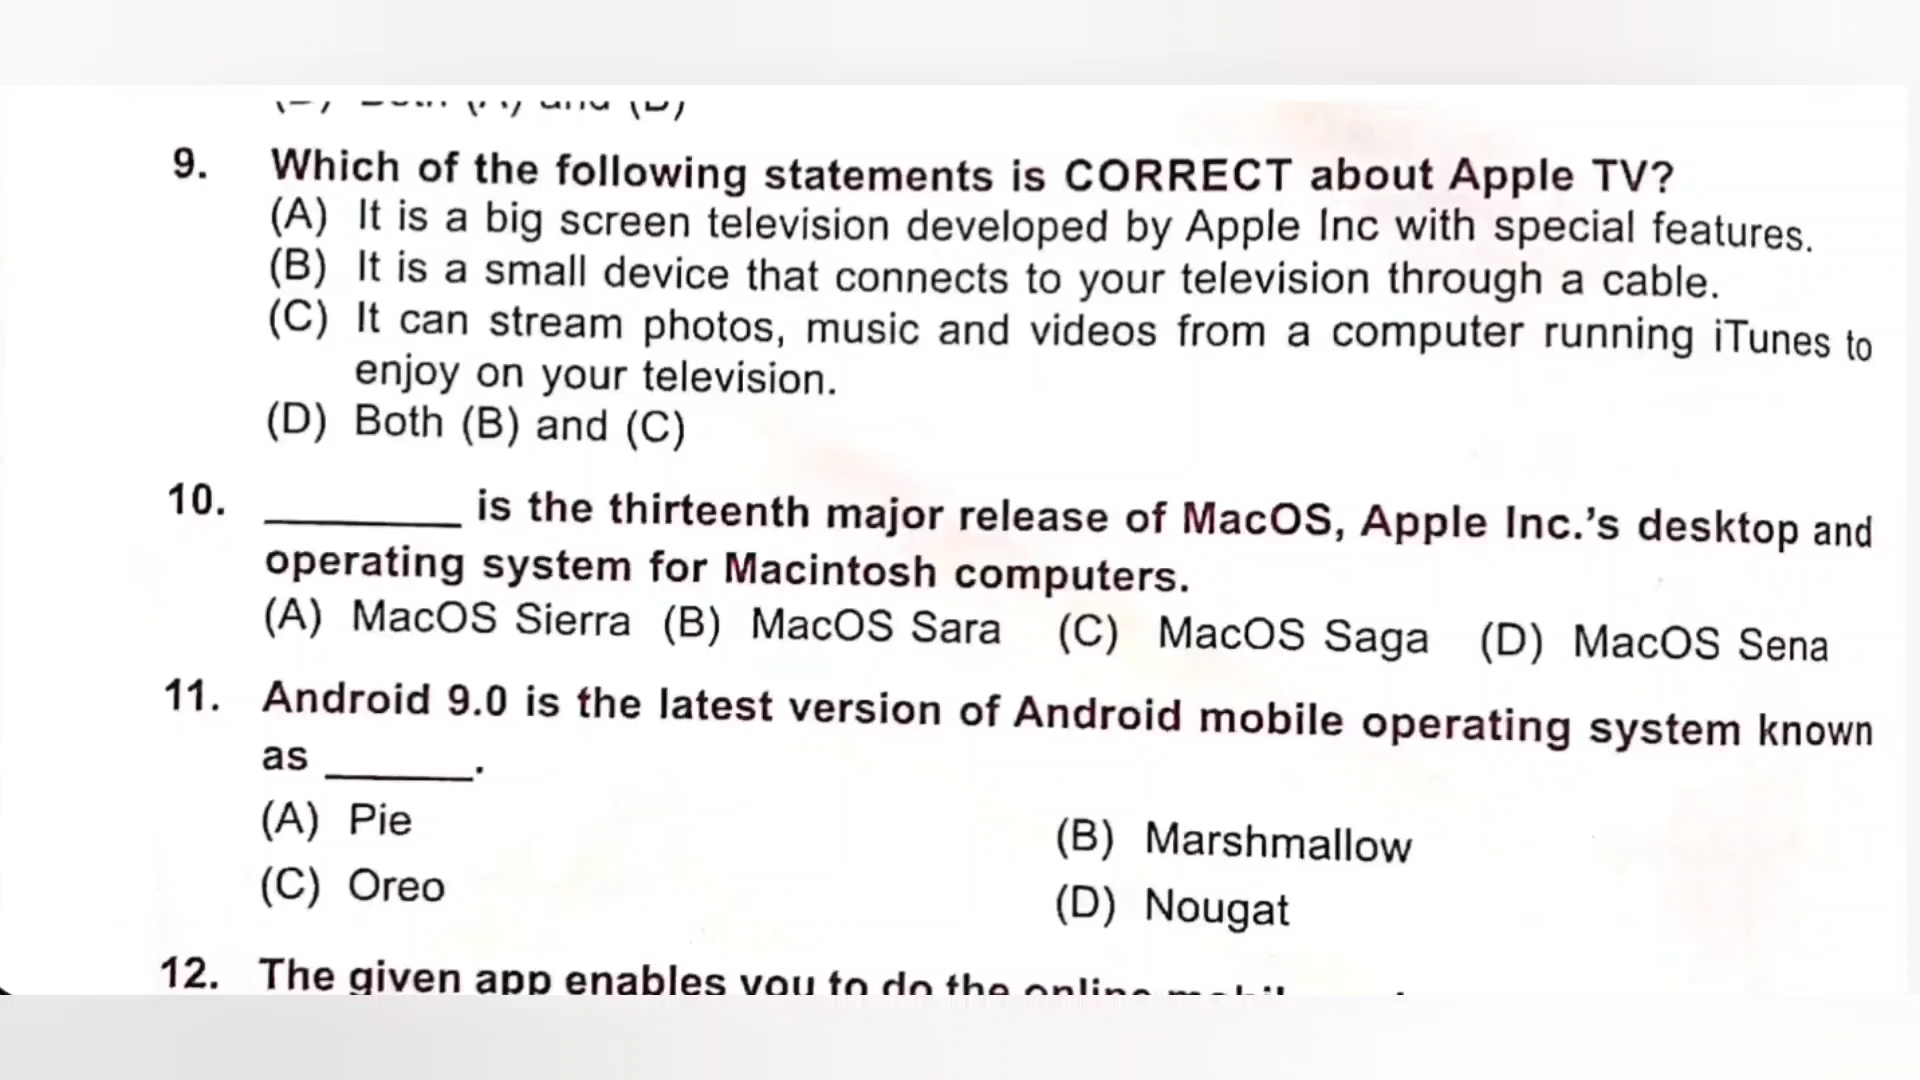 (D) Both (A) and (B)
9. Which of the following statements is CORRECT about Apple TV?
(A) It is a big screen television developed by Apple Inc with special features.
(B) It is a small device that connects to your television through a cable.
(C) It can stream photos, music and videos from a computer running iTunes to
enjoy on your television.
(D) Both (B) and (C)
10. ________ is the thirteenth major release of MacOS, Apple Inc.'s desktop and
operating system for Macintosh computers.
(A) MacOS Sierra (B) MacOS Sara (C) MacOS Saga (D) MacOS Sena
11. Android 9.0 is the latest version of Android mobile operating system known
as ______.
(A) Pie (B) Marshmallow
(C) Oreo (D) Nougat
12. The given app enables you to do the online